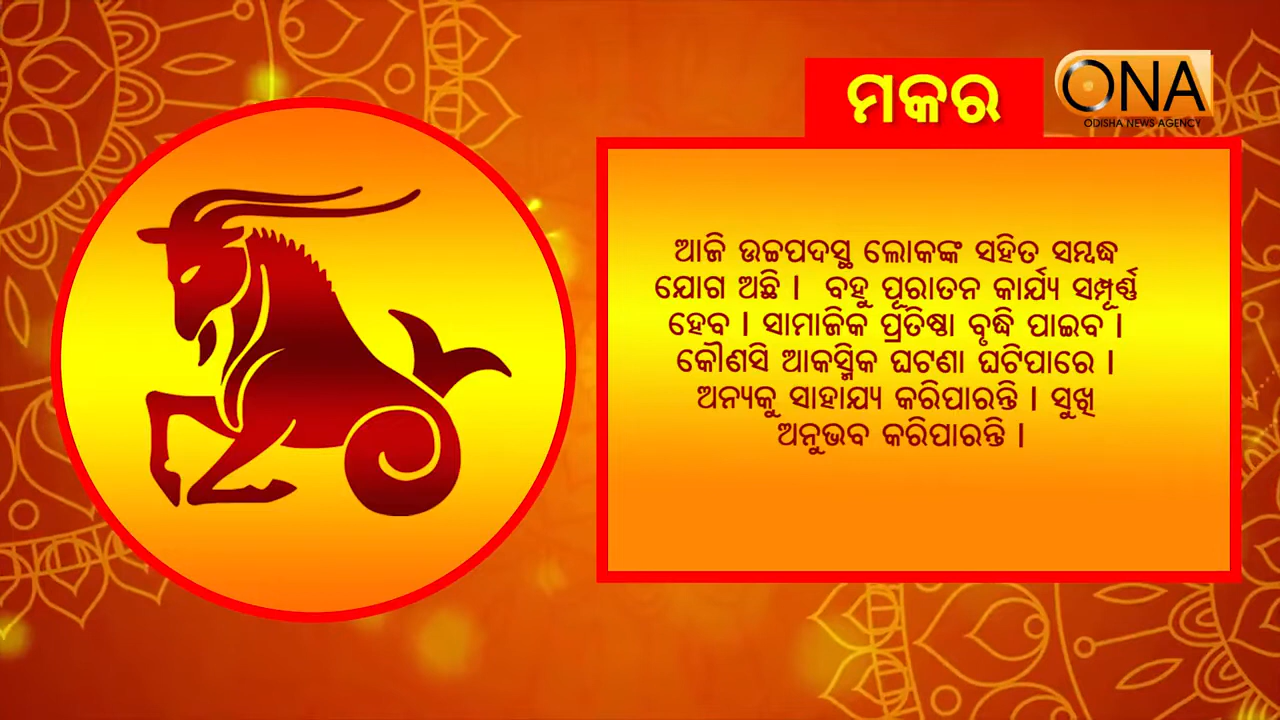 ମକର
ONA
ODISHA NEWS AGENCY
ଆଜି ଉଚ୍ଚପଦସ୍ଥ ଲୋକଙ୍କ ସହିତ ସମ୍ବଦ୍ଧ
ଯୋଗ ଅଛି ।  ବହୁ ପୂରାତନ କାର୍ଯ୍ୟ ସମ୍ପୂର୍ଣ୍ଣ
ହେବ । ସାମାଜିକ ପ୍ରତିଷ୍ଠା ବୃଦ୍ଧି ପାଇବ ।
କୌଣସି ଆକସ୍ମିକ ଘଟଣା ଘଟିପାରେ ।
ଅନ୍ୟକୁ ସାହାଯ୍ୟ କରିପାରନ୍ତି । ସୁଖି
ଅନୁଭବ କରିପାରନ୍ତି ।